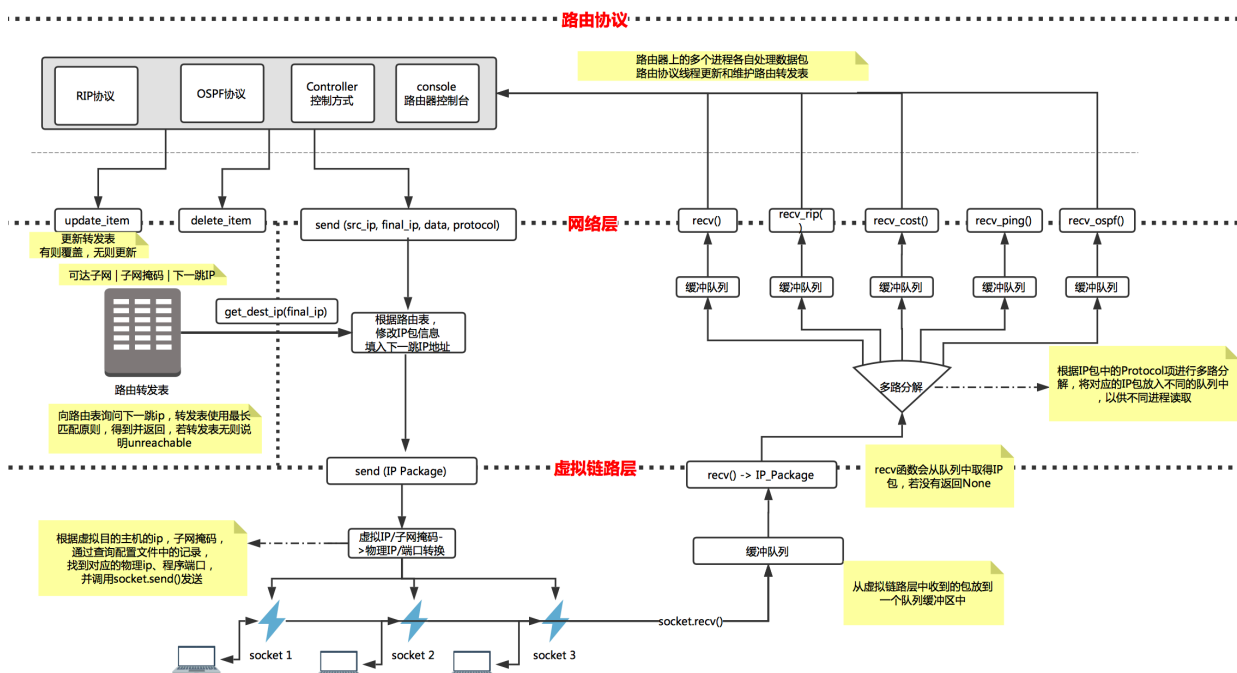 路由协议
路由器上的多个进程各自处理数据包
路由协议线程更新和维护路由转发表
RIP协议
OSPF协议
Controller
控制方式
console
路由器控制台
update_item
delete_item
send (src_ip, final_ip, data, protocol)
网络层
recv()
recv_rip(
)
recv_cost()
recv_ping()
recv_ospf()
更新转发表
有则覆盖，无则更新
可达子网 | 子网掩码 | 下一跳IP
缓冲队列
缓冲队列
缓冲队列
缓冲队列
缓冲队列
get_dest_ip(final_ip)
根据路由表，
修改IP包信息
填入下一跳IP地址
路由转发表
多路分解
根据IP包中的Protocol项进行多路分
解，将对应的IP包放入不同的队列中
，以供不同进程读取
向路由表询问下一跳ip，转发表使用最长
匹配原则，得到并返回，若转发表无则说
明unreachable
虚拟链路层
send (IP Package)
recv() -> IP_Package
recv函数会从队列中取得IP
包，若没有返回None
根据虚拟目的主机的ip，子网掩码，
通过查询配置文件中的记录，
找到对应的物理ip、程序端口，
并调用socket.send()发送
虚拟IP/子网掩码-
>物理IP/端口转换
缓冲队列
从虚拟链路层中收到的包放到
一个队列缓冲区中
socket.recv()
socket 1
socket 2
socket 3